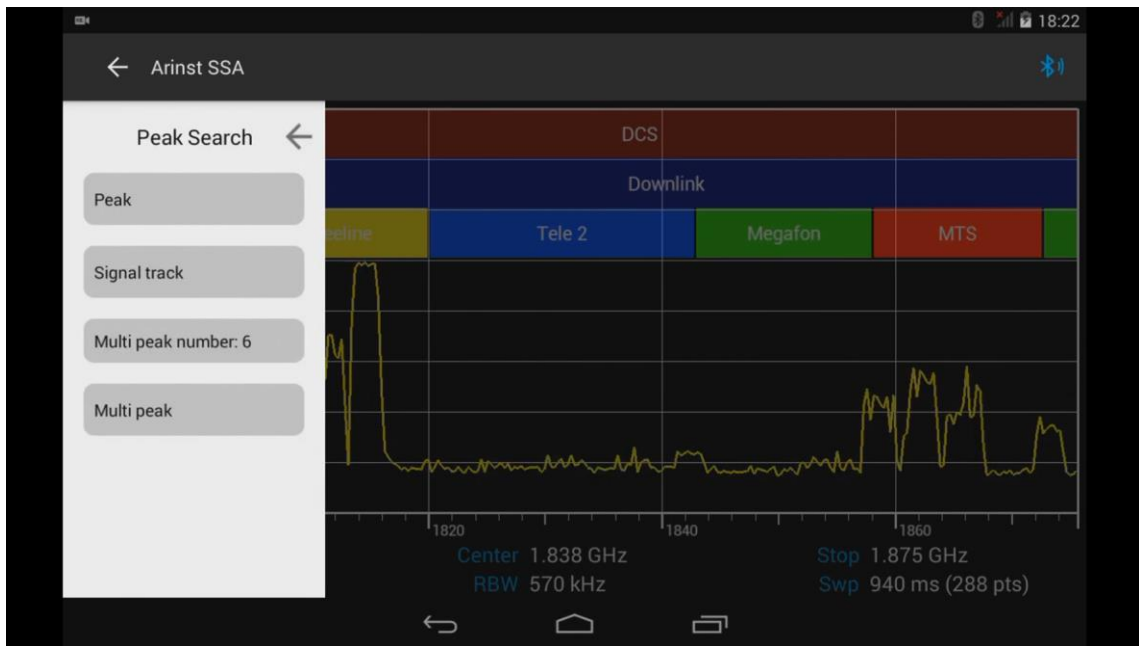 18:22
Arinst SSA
Peak Search
Peak
Signal track
Multi peak number: 6
Multi peak
DCS
Downlink
eeline Tele 2 Megafon MTS
1820 1840 1860
Center 1.838 GHz Stop 1.875 GHz
RBW 570 kHz Swp 940 ms (288 pts)